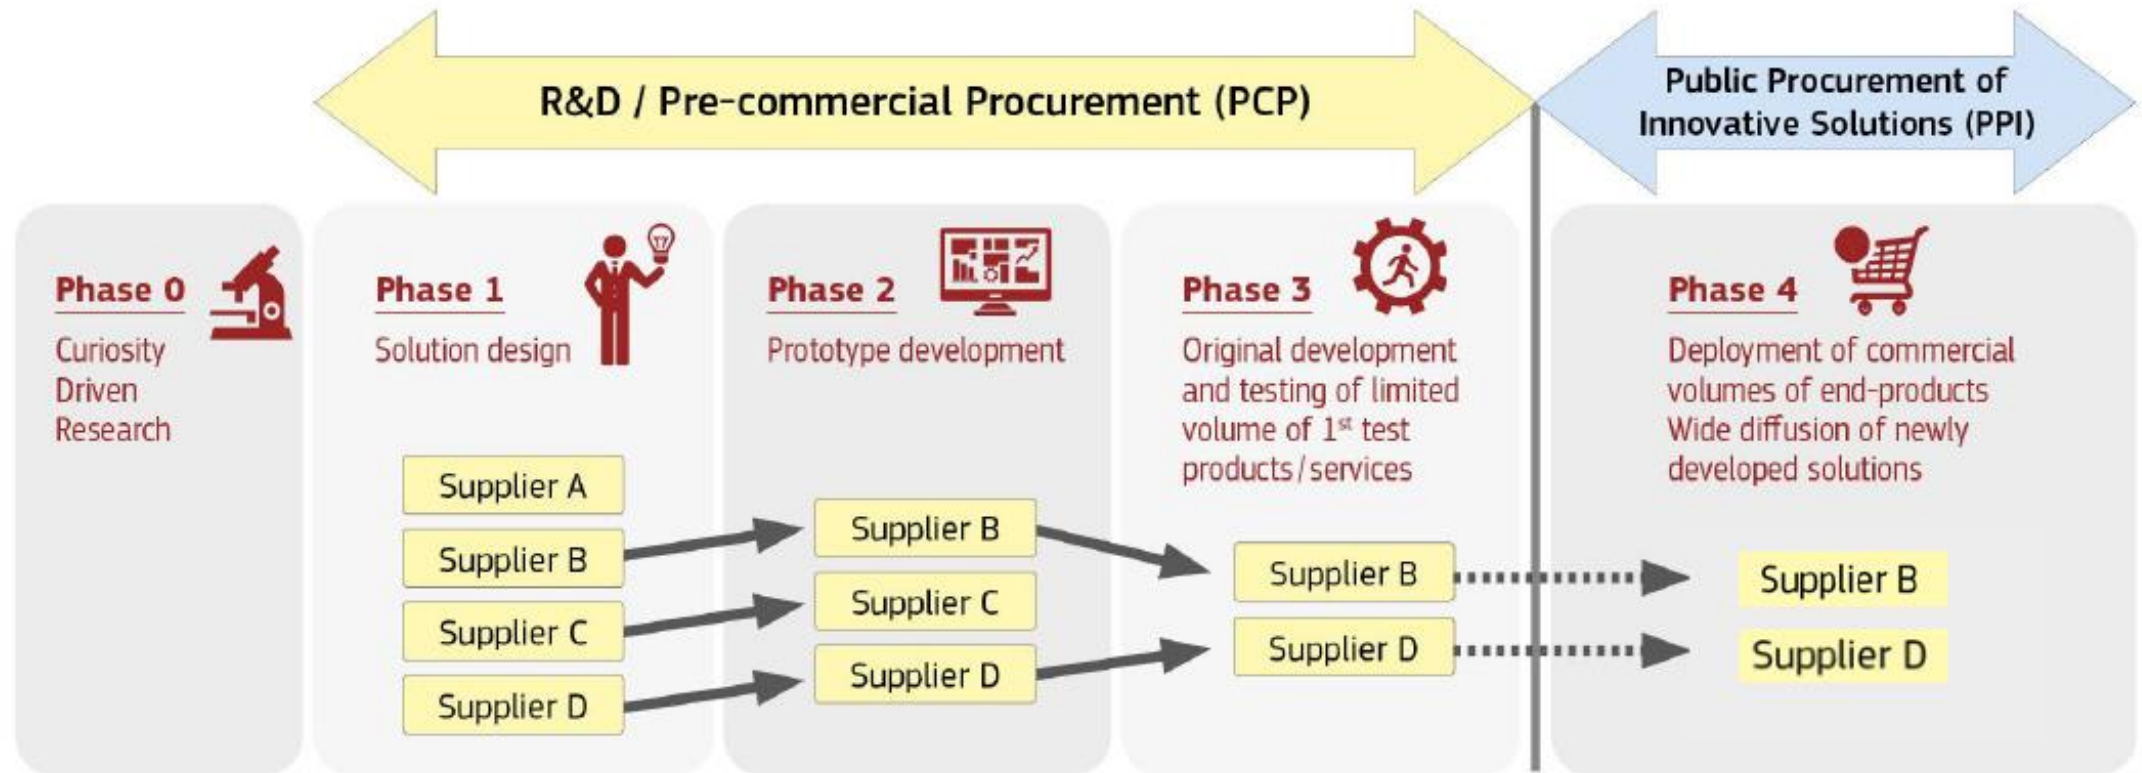 R&D / Pre-commercial Procurement (PCP)
Public Procurement of
Innovative Solutions (PPI)
Phase 0
Curiosity
Driven
Research
Phase 1
Solution design
Supplier A
Supplier B
Supplier C
Supplier D
Phase 2
Prototype development
Supplier B
Supplier C
Supplier D
Phase 3
Original development
and testing of limited
volume of 1st test
products/services
Supplier B
Supplier D
Phase 4
Deployment of commercial
volumes of end-products
Wide diffusion of newly
developed solutions
Supplier B
Supplier D